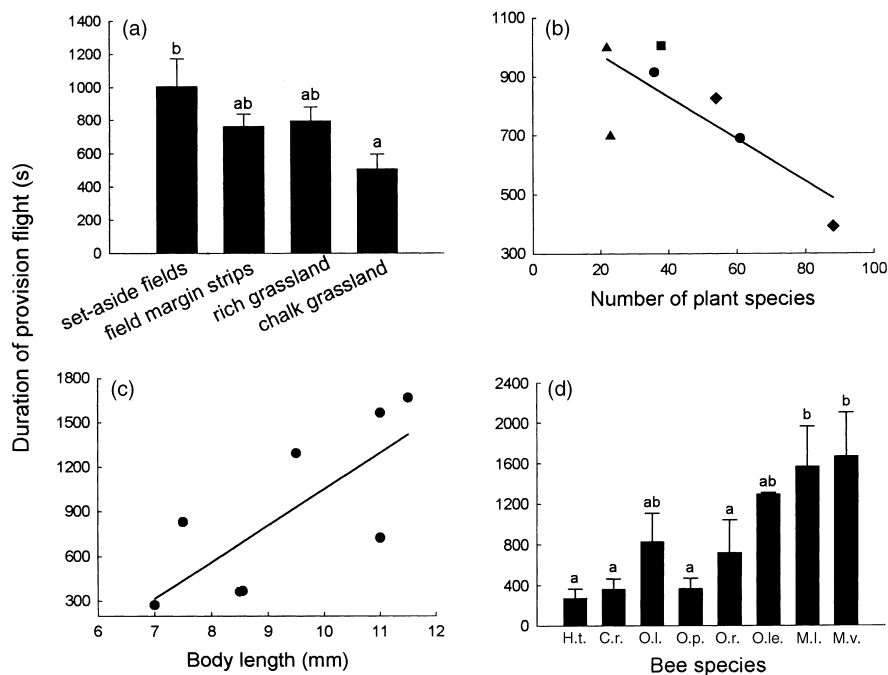 Duration of provision flight (s)
(a)
1400
1200
1000
800
600
400
200
0
b
ab
ab
a
set-aside fields
field margin strips
rich grassland
chalk grassland
(b)
1100
900
700
500
300
0
20
40
60
80
100
Number of plant species
(c)
1800
1500
1200
900
600
300
6
7
8
9
10
11
12
Body length (mm)
(d)
2400
2000
1600
1200
800
400
0
a
a
ab
a
a
ab
b
b
H.t.
C.r.
O.l.
O.p.
O.r.
O.le.
M.l.
M.v.
Bee species